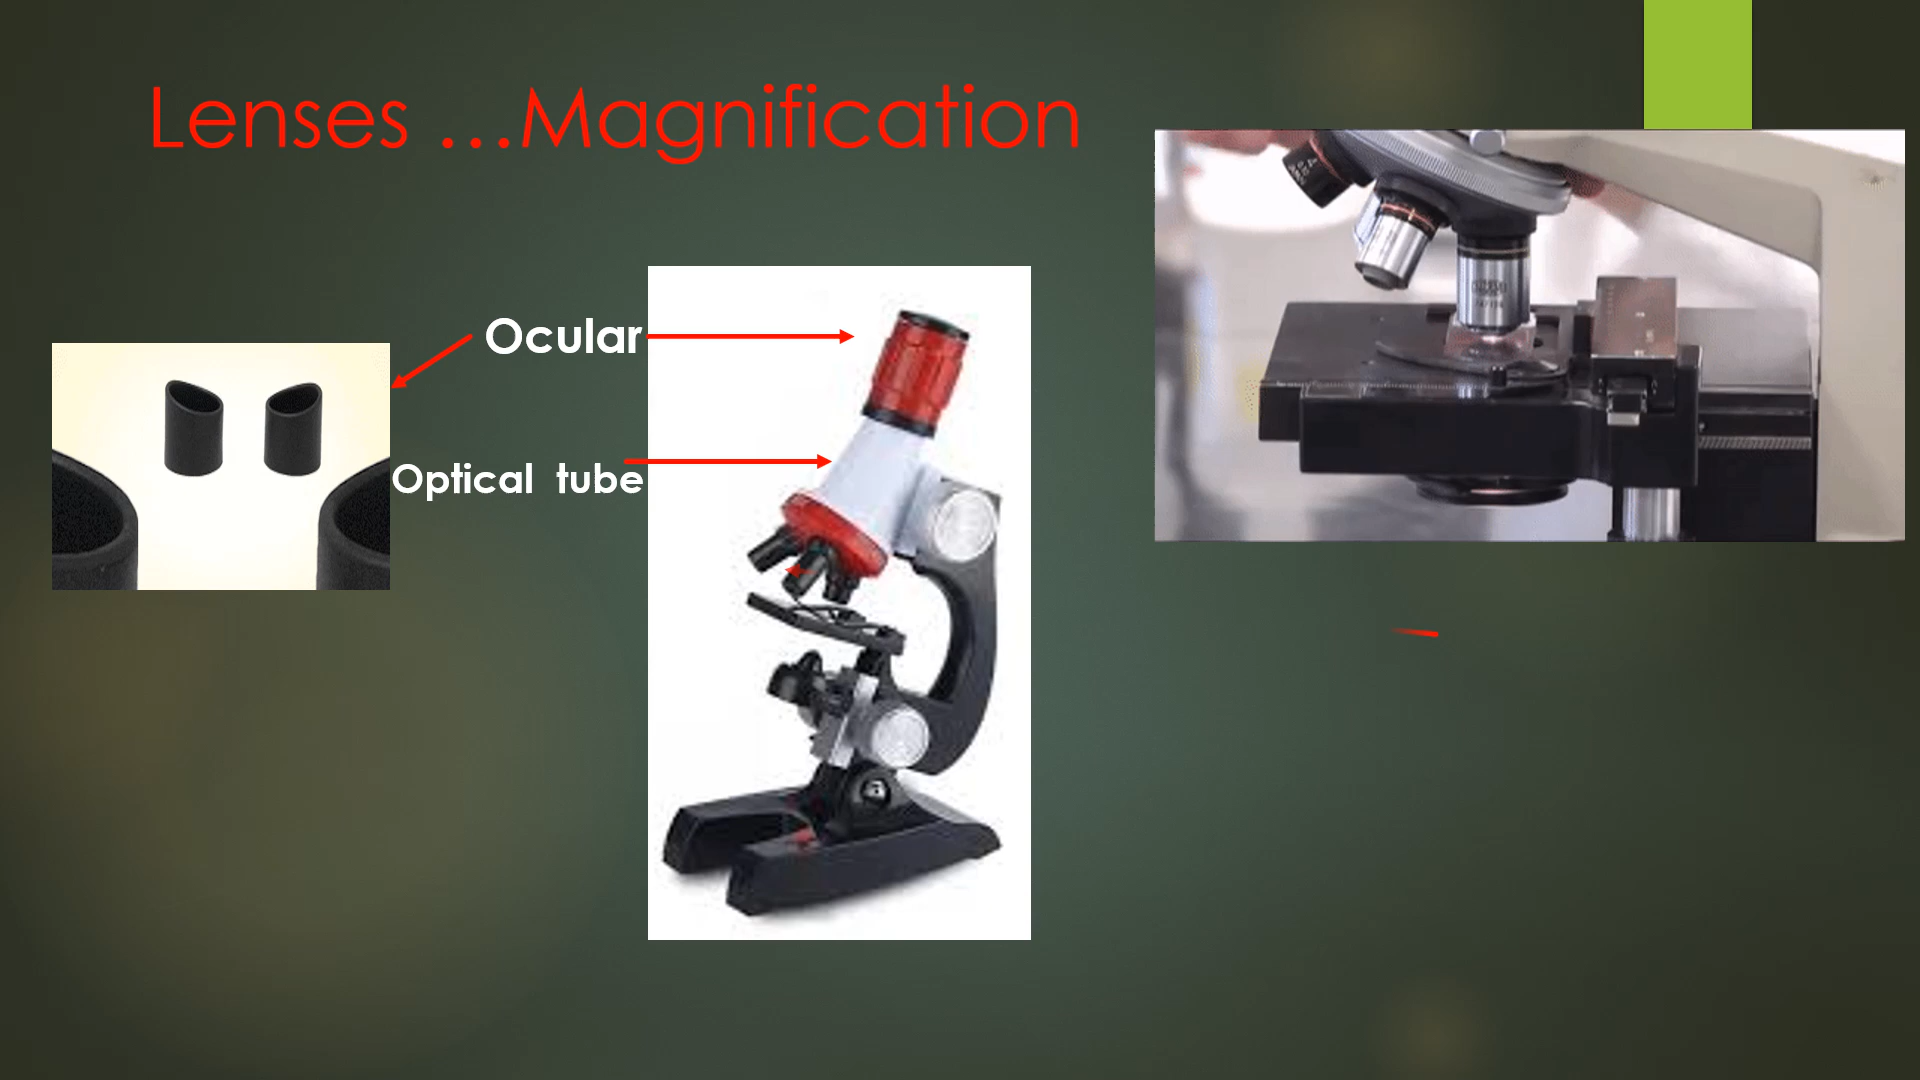 Lenses ...Magnification
Ocular
Optical tube